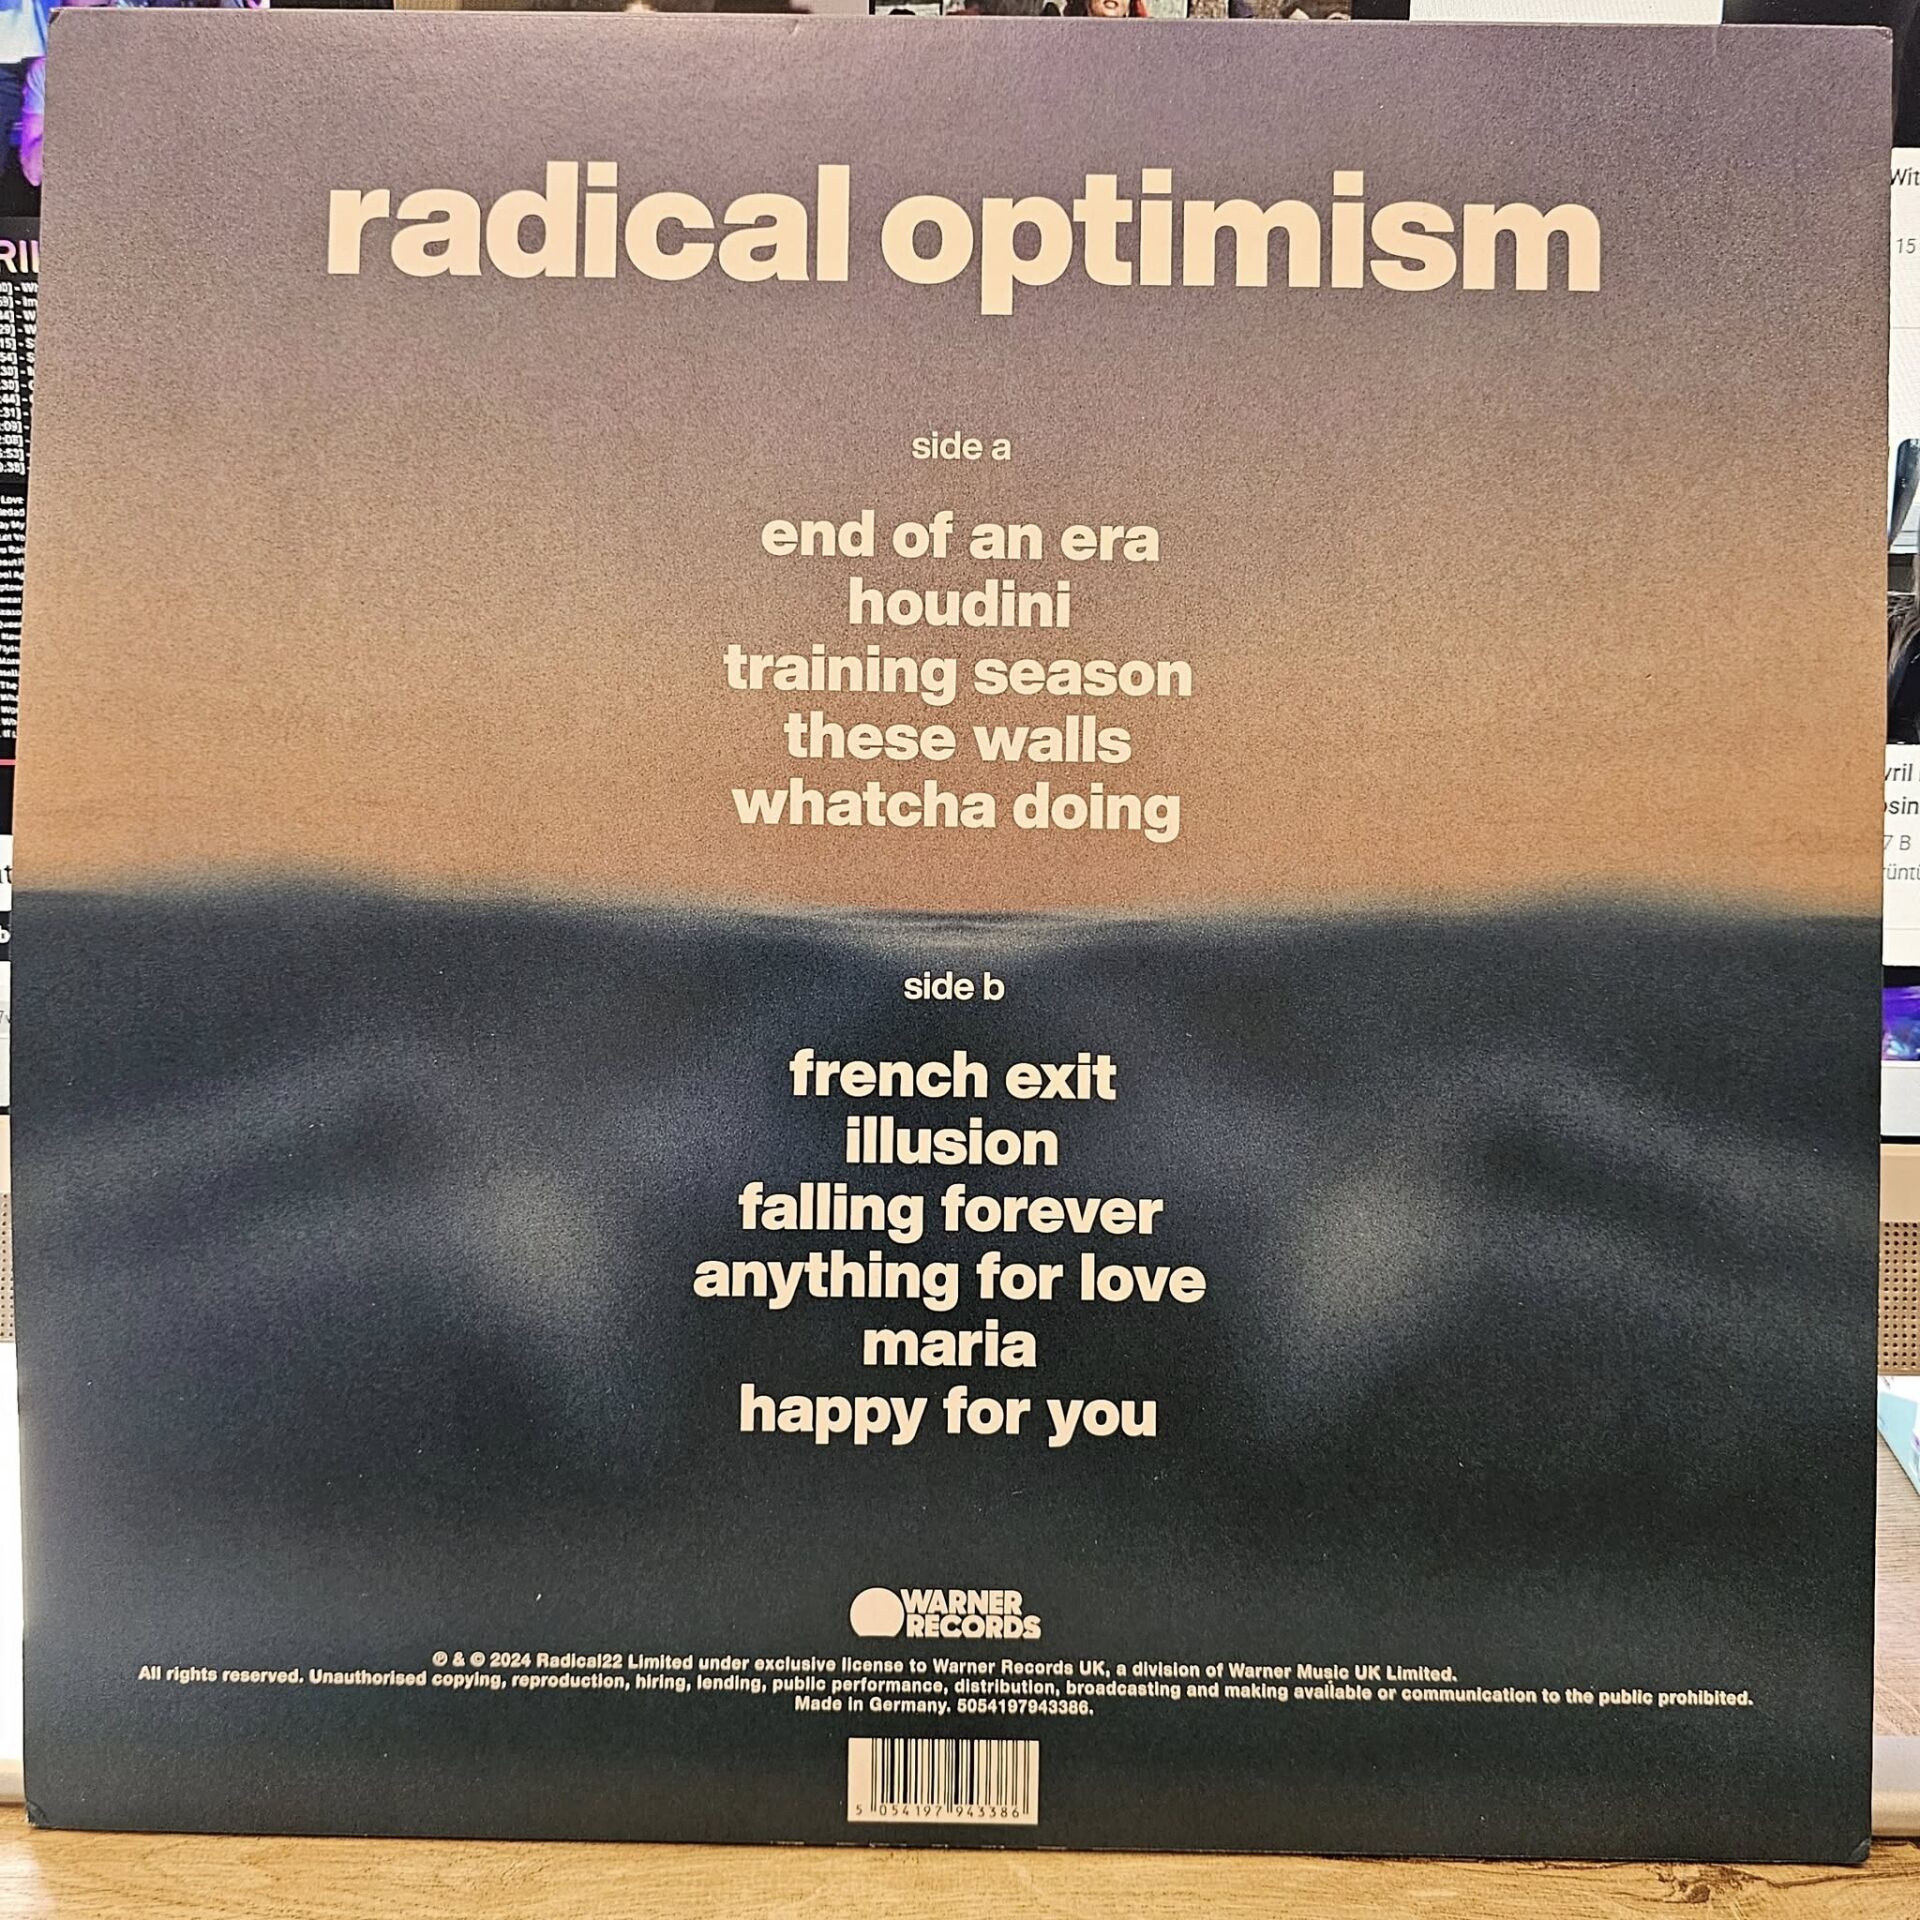 radical optimism
side a
end of an era
houdini
training season
these walls
whatcha doing
side b
french exit
illusion
falling forever
anything for love
maria
happy for you
WARNER
RECORDS
℗ & © 2024 Radical22 Limited under exclusive license to Warner Records UK, a division of Warner Music UK Limited.
All rights reserved. Unauthorised copying, reproduction, hiring, lending, public performance, distribution, broadcasting and making available or communication to the public prohibited.
Made in Germany. 5054197943386.
5 054197 943386